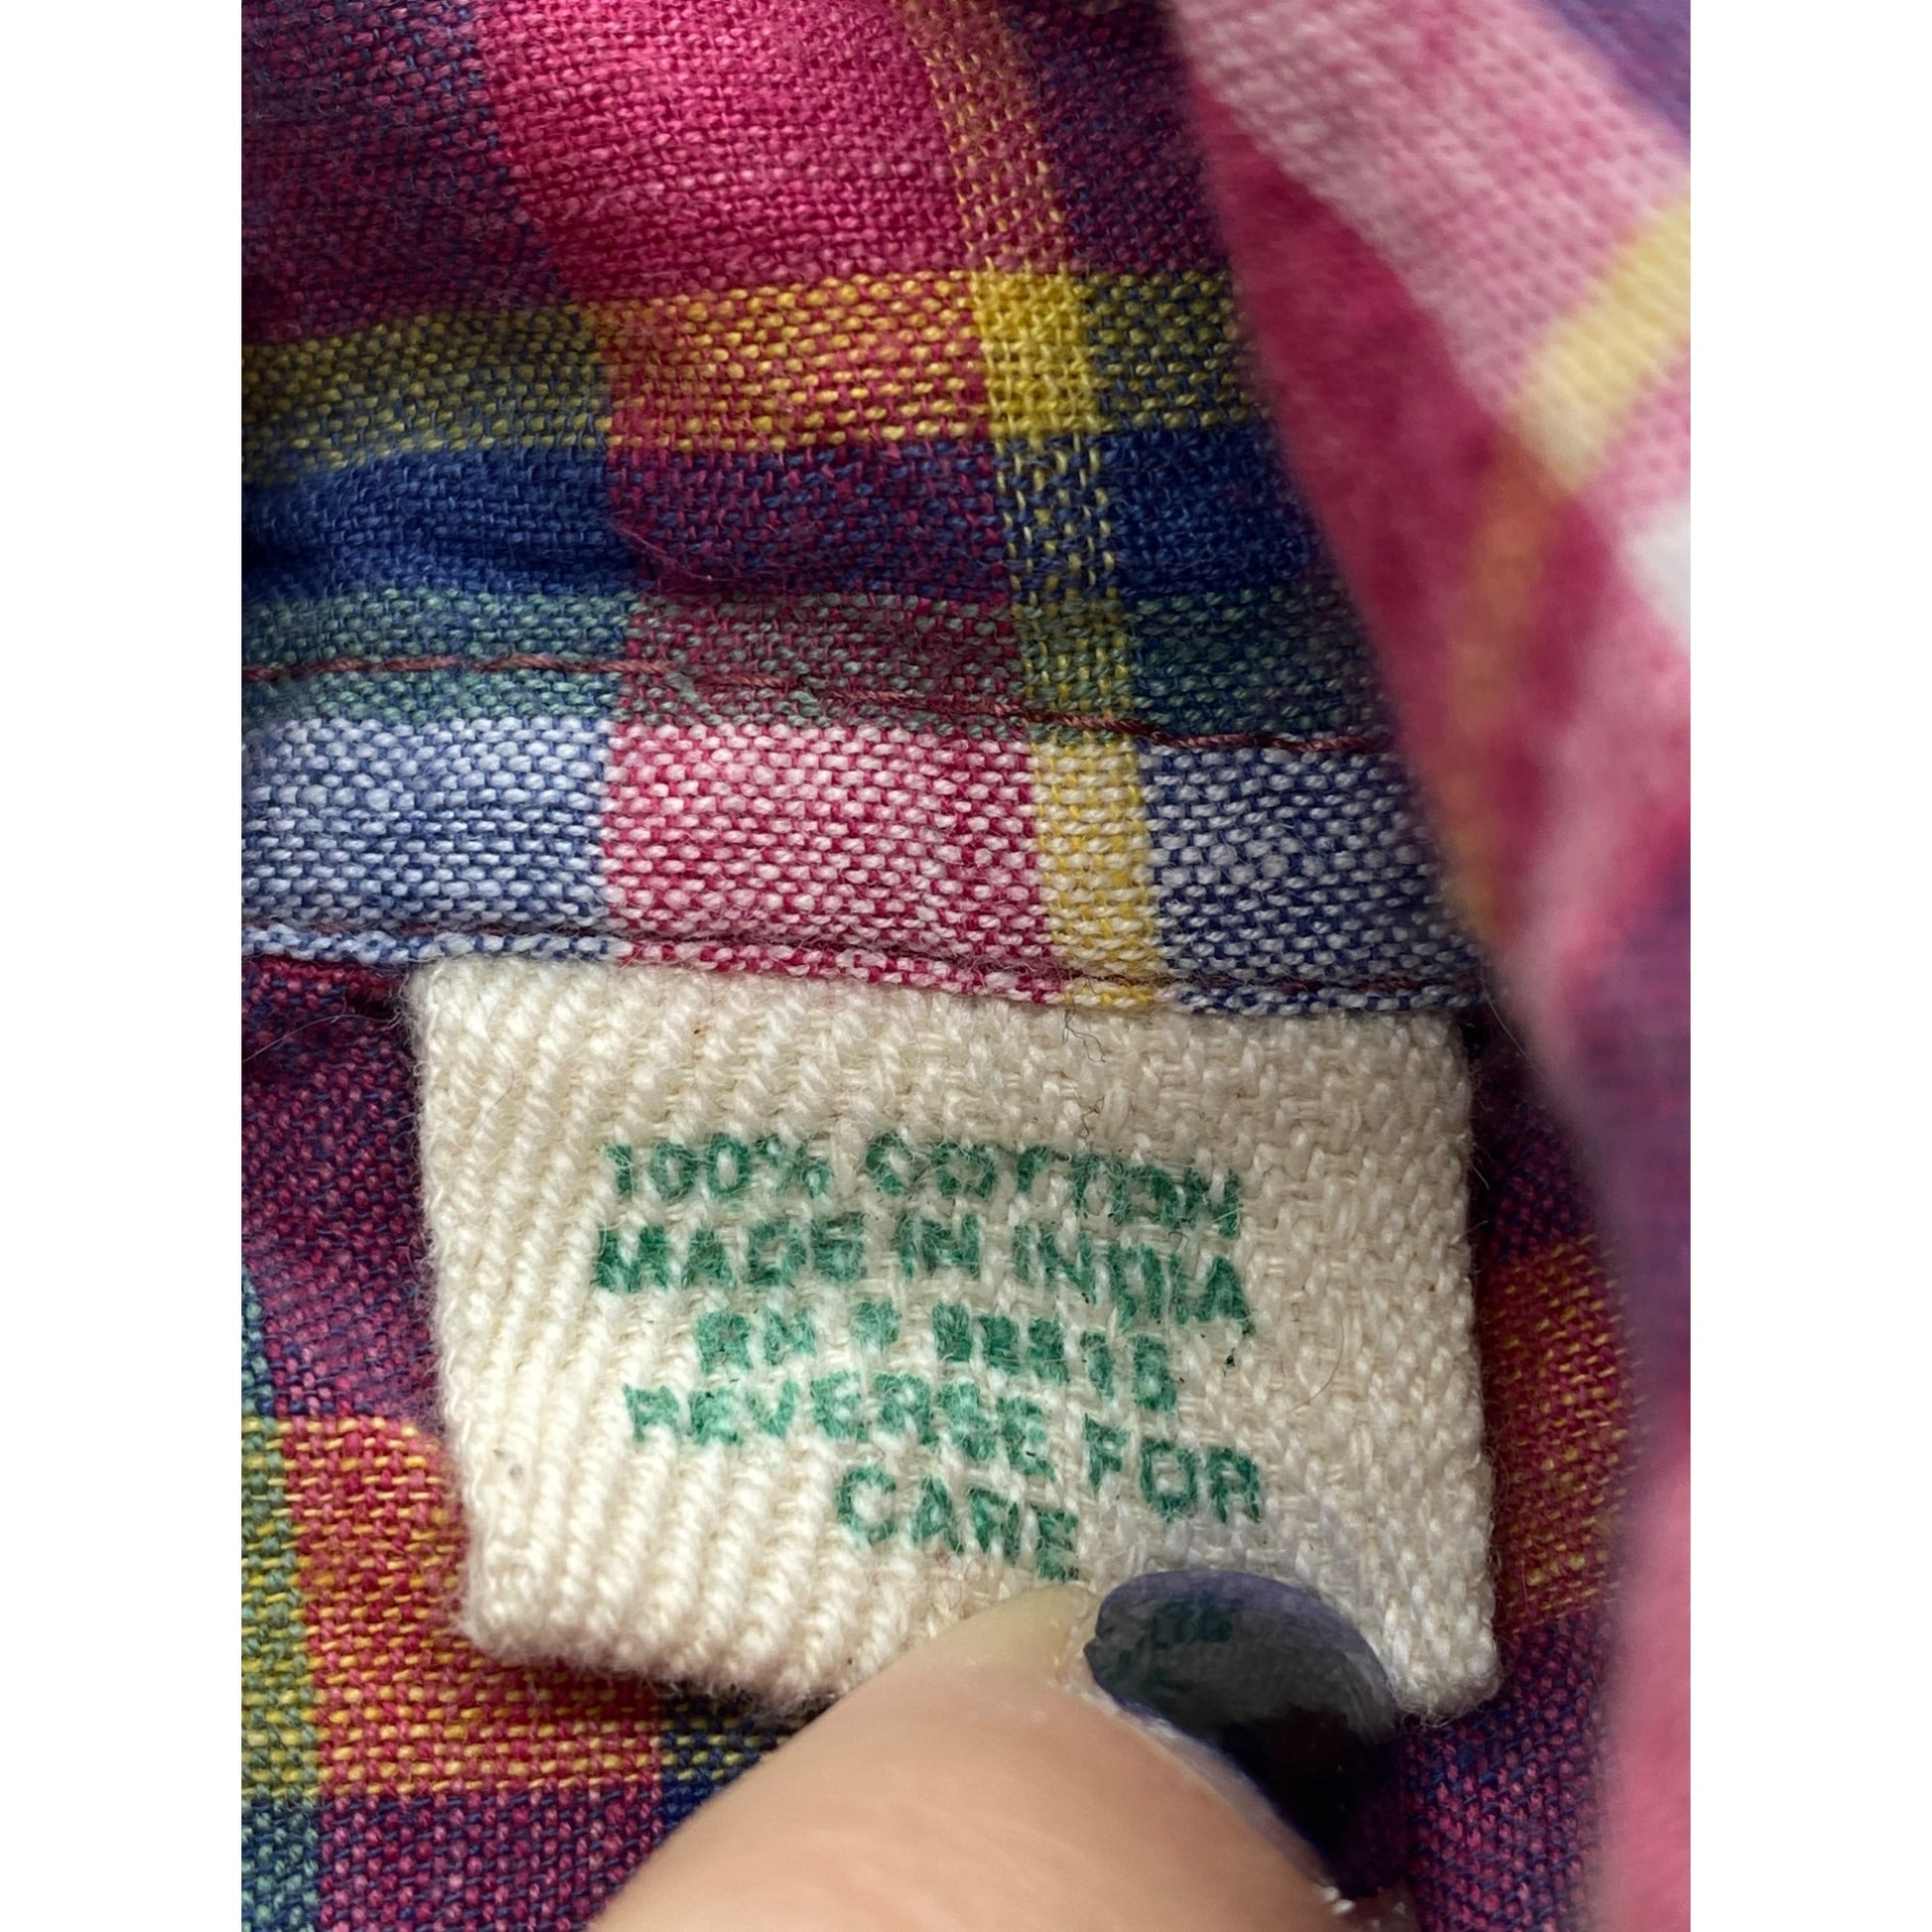 100% COTTON
MADE IN INDIA
RN
REVERSE FOR
CARE